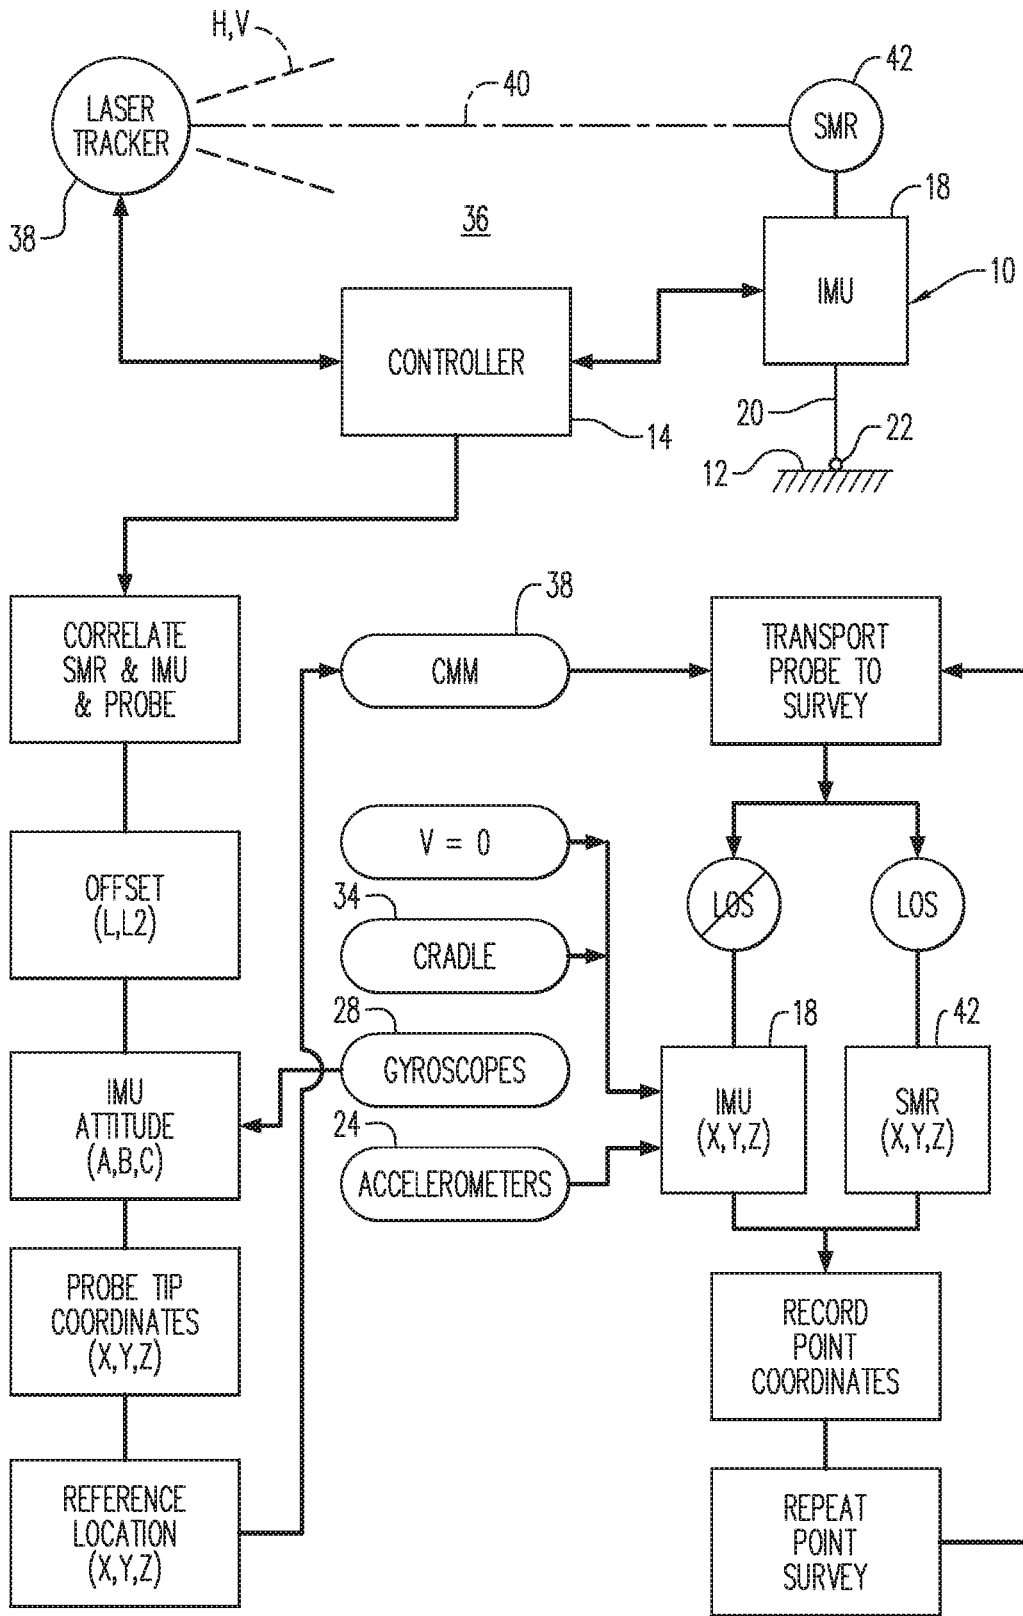 H,V
42
40
LASER
TRACKER
SMR
18
38
36
10
IMU
CONTROLLER
20
22
14
12
38
CORRELATE
SMR & IMU
& PROBE
CMM
TRANSPORT
PROBE TO
SURVEY
V = 0
OFFSET
(L,L2)
34
LOS
LOS
CRADLE
28
18
42
IMU
ATTITUDE
(A,B,C)
GYROSCOPES
IMU
(X,Y,Z)
SMR
(X,Y,Z)
24
ACCELEROMETERS
PROBE TIP
COORDINATES
(X,Y,Z)
RECORD
POINT
COORDINATES
REFERENCE
LOCATION
(X,Y,Z)
REPEAT
POINT
SURVEY